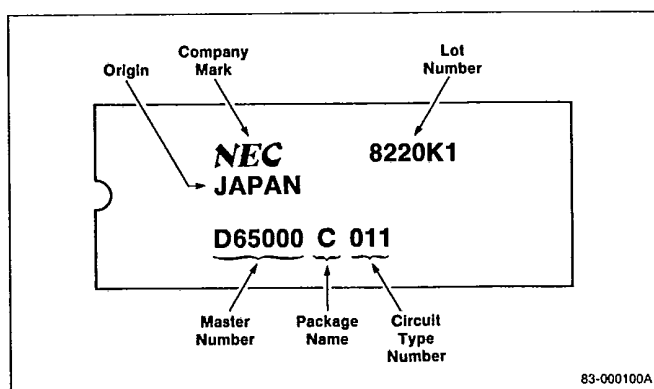 Company
Mark
Origin
Lot
Number
NEC
8220K1
JAPAN
D65000 C 011
Master
Number
Package
Name
Circuit
Type
Number
83-000100A